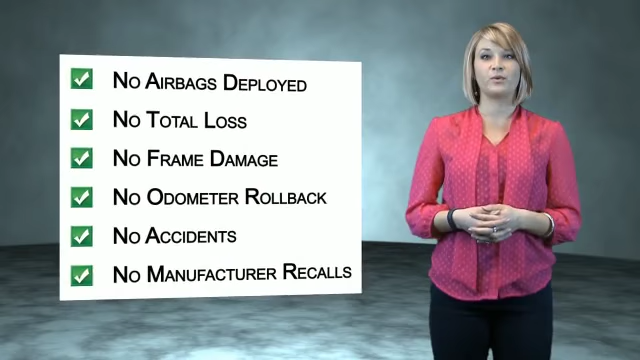 No Airbags Deployed
No Total Loss
No Frame Damage
No Odometer Rollback
No Accidents
No Manufacturer Recalls